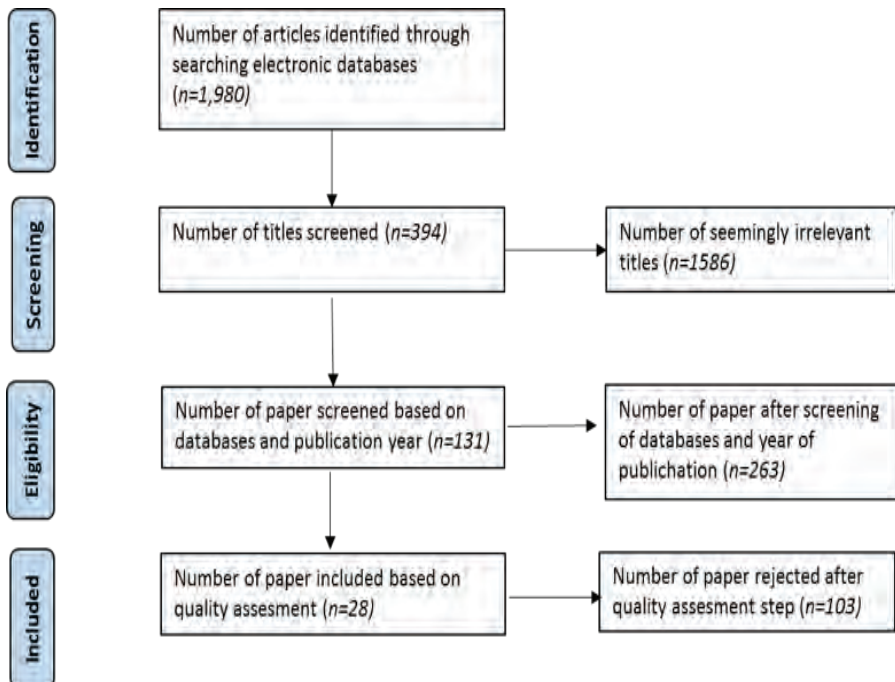 Identification
Number of articles identified through
searching electronic databases
(n=1,980)
Screening
Number of titles screened (n=394)
Number of seemingly irrelevant
titles (n=1586)
Eligibility
Number of paper screened based on
databases and publication year (n=131)
Number of paper after screening
of databases and year of
publichation (n=263)
Included
Number of paper included based on
quality assesment (n=28)
Number of paper rejected after
quality assesment step (n=103)